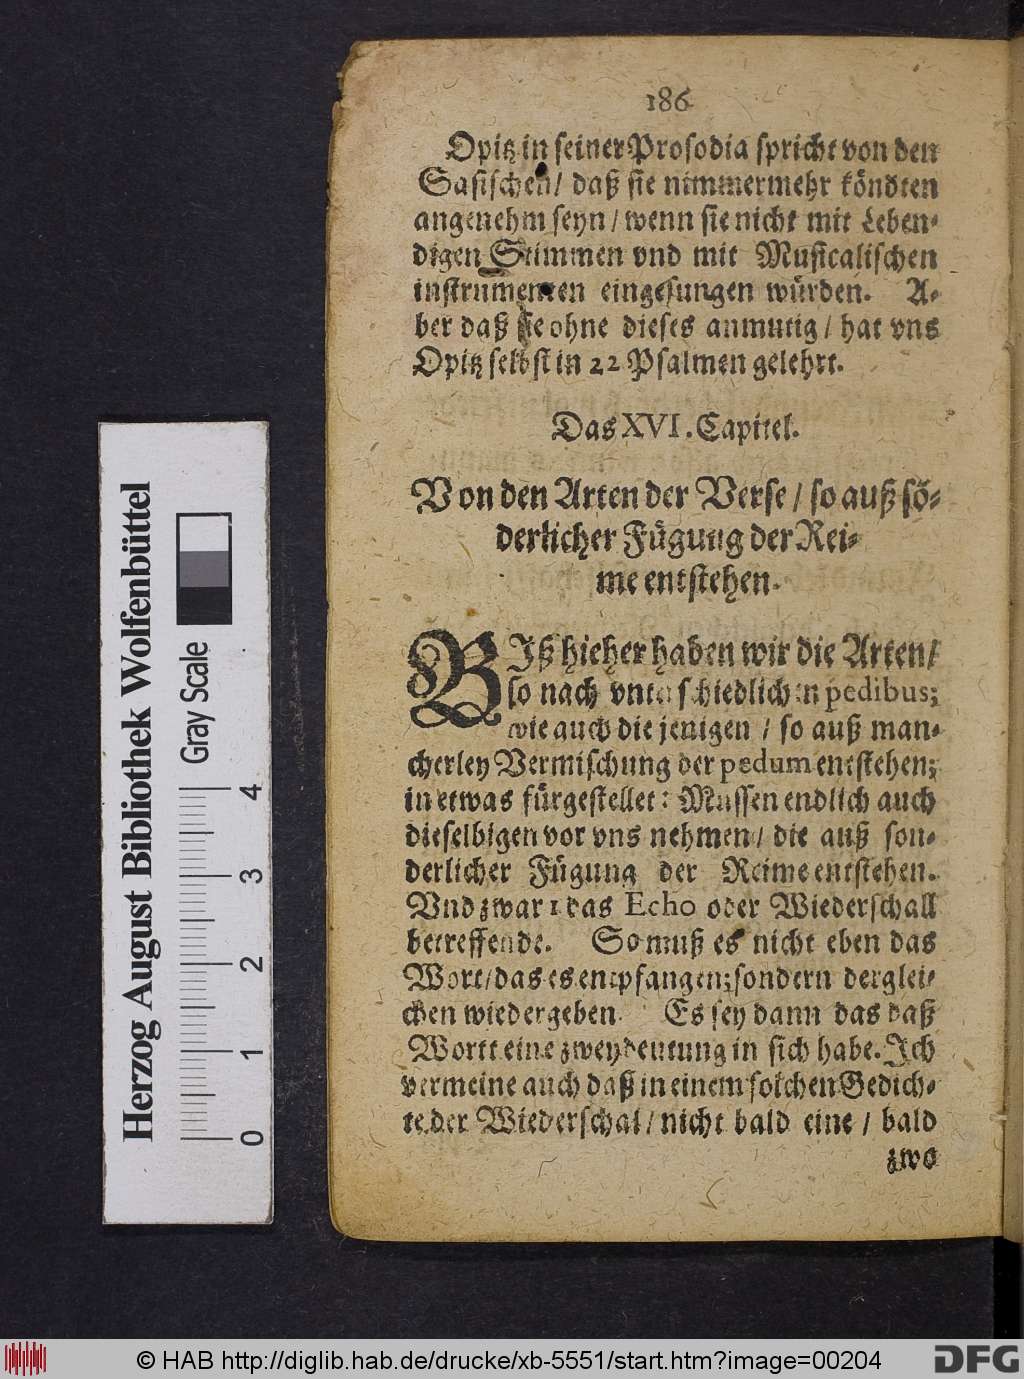 186
Opitz in seiner Prosodia spricht von den
Sasischen/ daß sie nimmermehr köndten
angenehm seyn / wenn sie nicht mit Leben-
digen Stimmen vnd mit Musicalischen
instrumenten eingesungen würden. A-
ber daß sie ohne dieses anmutig / hat vns
Opitz selbst in 22 Psalmen gelehrt.
Das XVI. Capitel.
Von den Arten der Verse / so auß sö-
derlicher Fügung der Rei-
me entstehen.
BIß hieher haben wir die Arten/
so nach vnterschiedlichen pedibus;
wie auch die jenigen / so auß man-
cherley Vermischung der pedum entstehen;
in etwas fürgestellet: Mussen endlich auch
dieselbigen vor vns nehmen/ die auß son-
derlicher Fügung der Reime entstehen.
Vnd zwar 1 das Echo oder Wiederschall
betreffende. So muß es nicht eben das
Wort/das es entpfangen; sondern derglei-
chen wiedergeben. Es sey dann das daß
Wortt eine zweydeutung in sich habe. Ich
vermeine auch daß in einem solchen Gedich-
te der Wiederschal / nicht bald eine / bald
zwo
Herzog August Bibliothek Wolfenbüttel
Gray Scale
0 1 2 3 4
© HAB http://diglib.hab.de/drucke/xb-5551/start.htm?image=00204
DFG